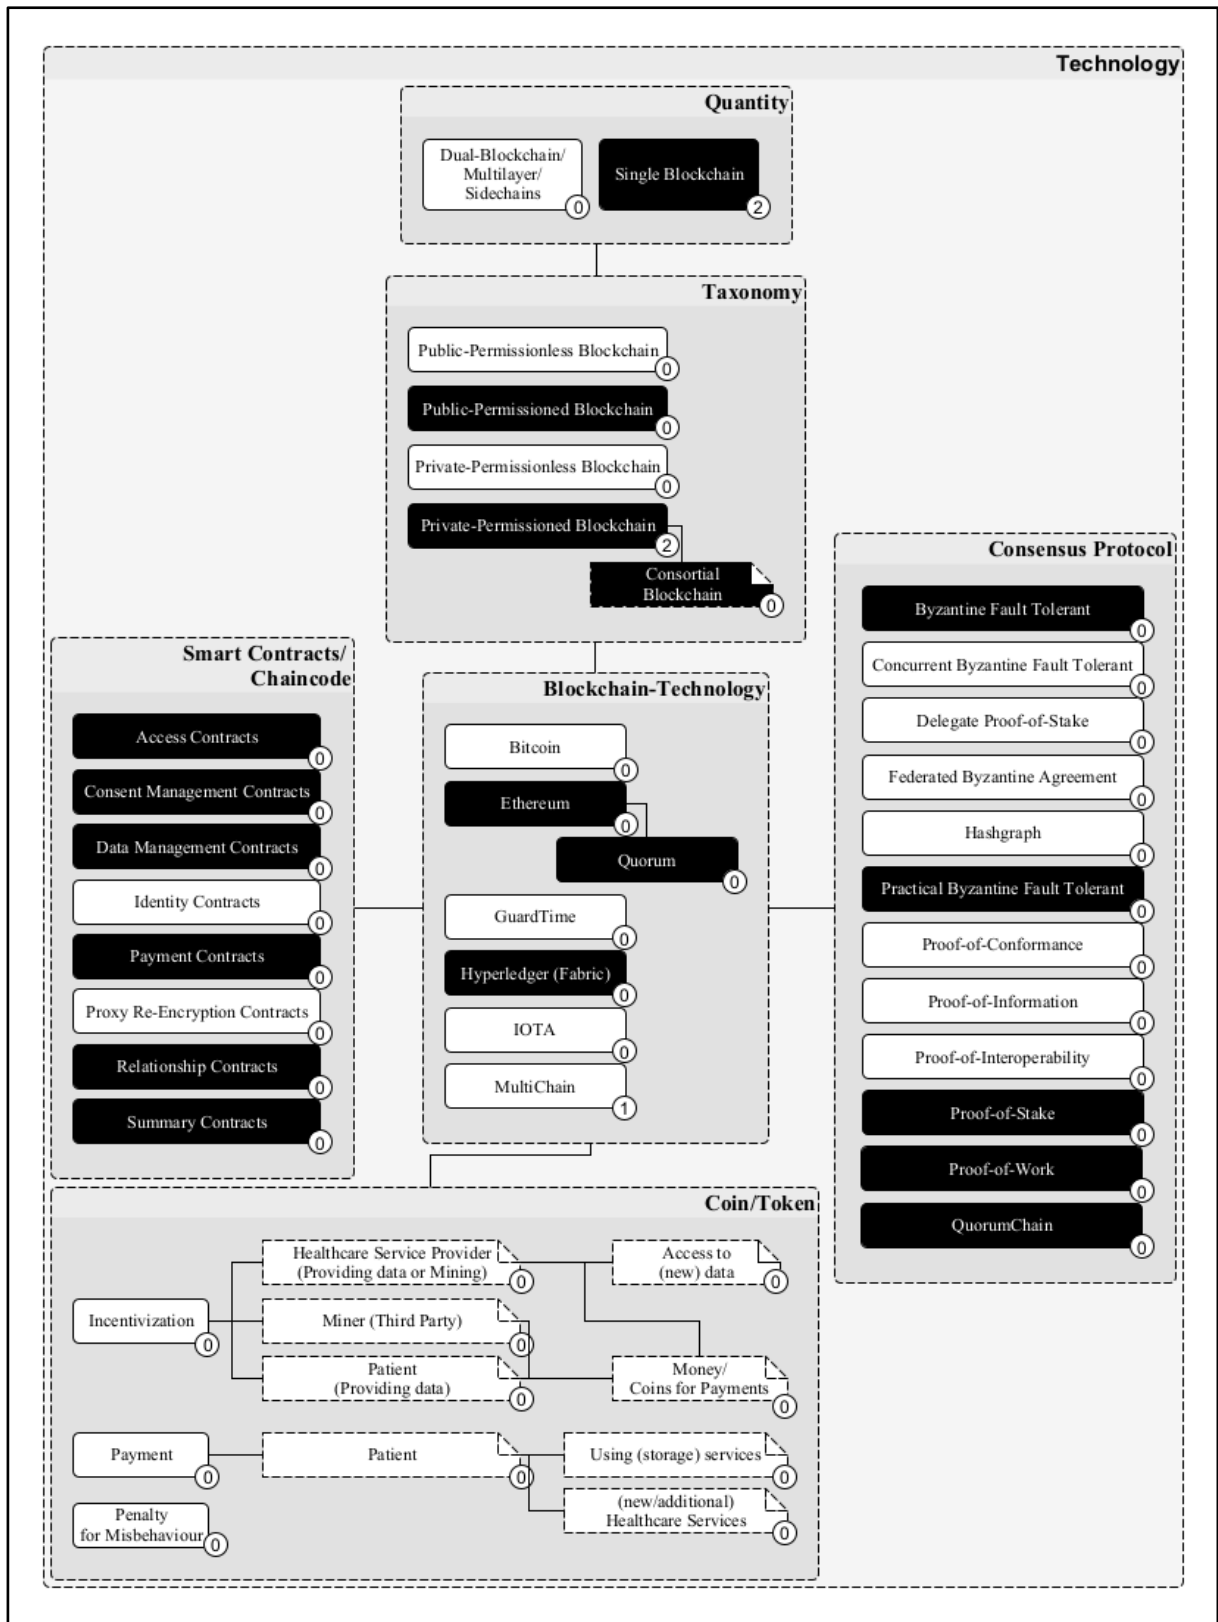 Technology
Quantity
Dual-Blockchain/
Multilayer/
Sidechains
0
Single Blockchain
2
Taxonomy
Public-Permissionless Blockchain
0
Public-Permissioned Blockchain
0
Private-Permissionless Blockchain
0
Private-Permissioned Blockchain
2
Consortial
Blockchain
0
Smart Contracts/
Chaincode
Access Contracts
0
Consent Management Contracts
0
Data Management Contracts
0
Identity Contracts
0
Payment Contracts
0
Proxy Re-Encryption Contracts
0
Relationship Contracts
0
Summary Contracts
0
Blockchain-Technology
Bitcoin
0
Ethereum
0
Quorum
0
GuardTime
0
Hyperledger (Fabric)
0
IOTA
0
MultiChain
1
Consensus Protocol
Byzantine Fault Tolerant
0
Concurrent Byzantine Fault Tolerant
0
Delegate Proof-of-Stake
0
Federated Byzantine Agreement
0
Hashgraph
0
Practical Byzantine Fault Tolerant
0
Proof-of-Conformance
0
Proof-of-Information
0
Proof-of-Interoperability
0
Proof-of-Stake
0
Proof-of-Work
0
QuorumChain
0
Coin/Token
Incentivization
0
Healthcare Service Provider
(Providing data or Mining)
0
Access to
(new) data
0
Miner (Third Party)
0
Patient
(Providing data)
0
Money/
Coins for Payments
0
Payment
0
Patient
0
Using (storage) services
0
(new/additional)
Healthcare Services
0
Penalty
for Misbehaviour
0